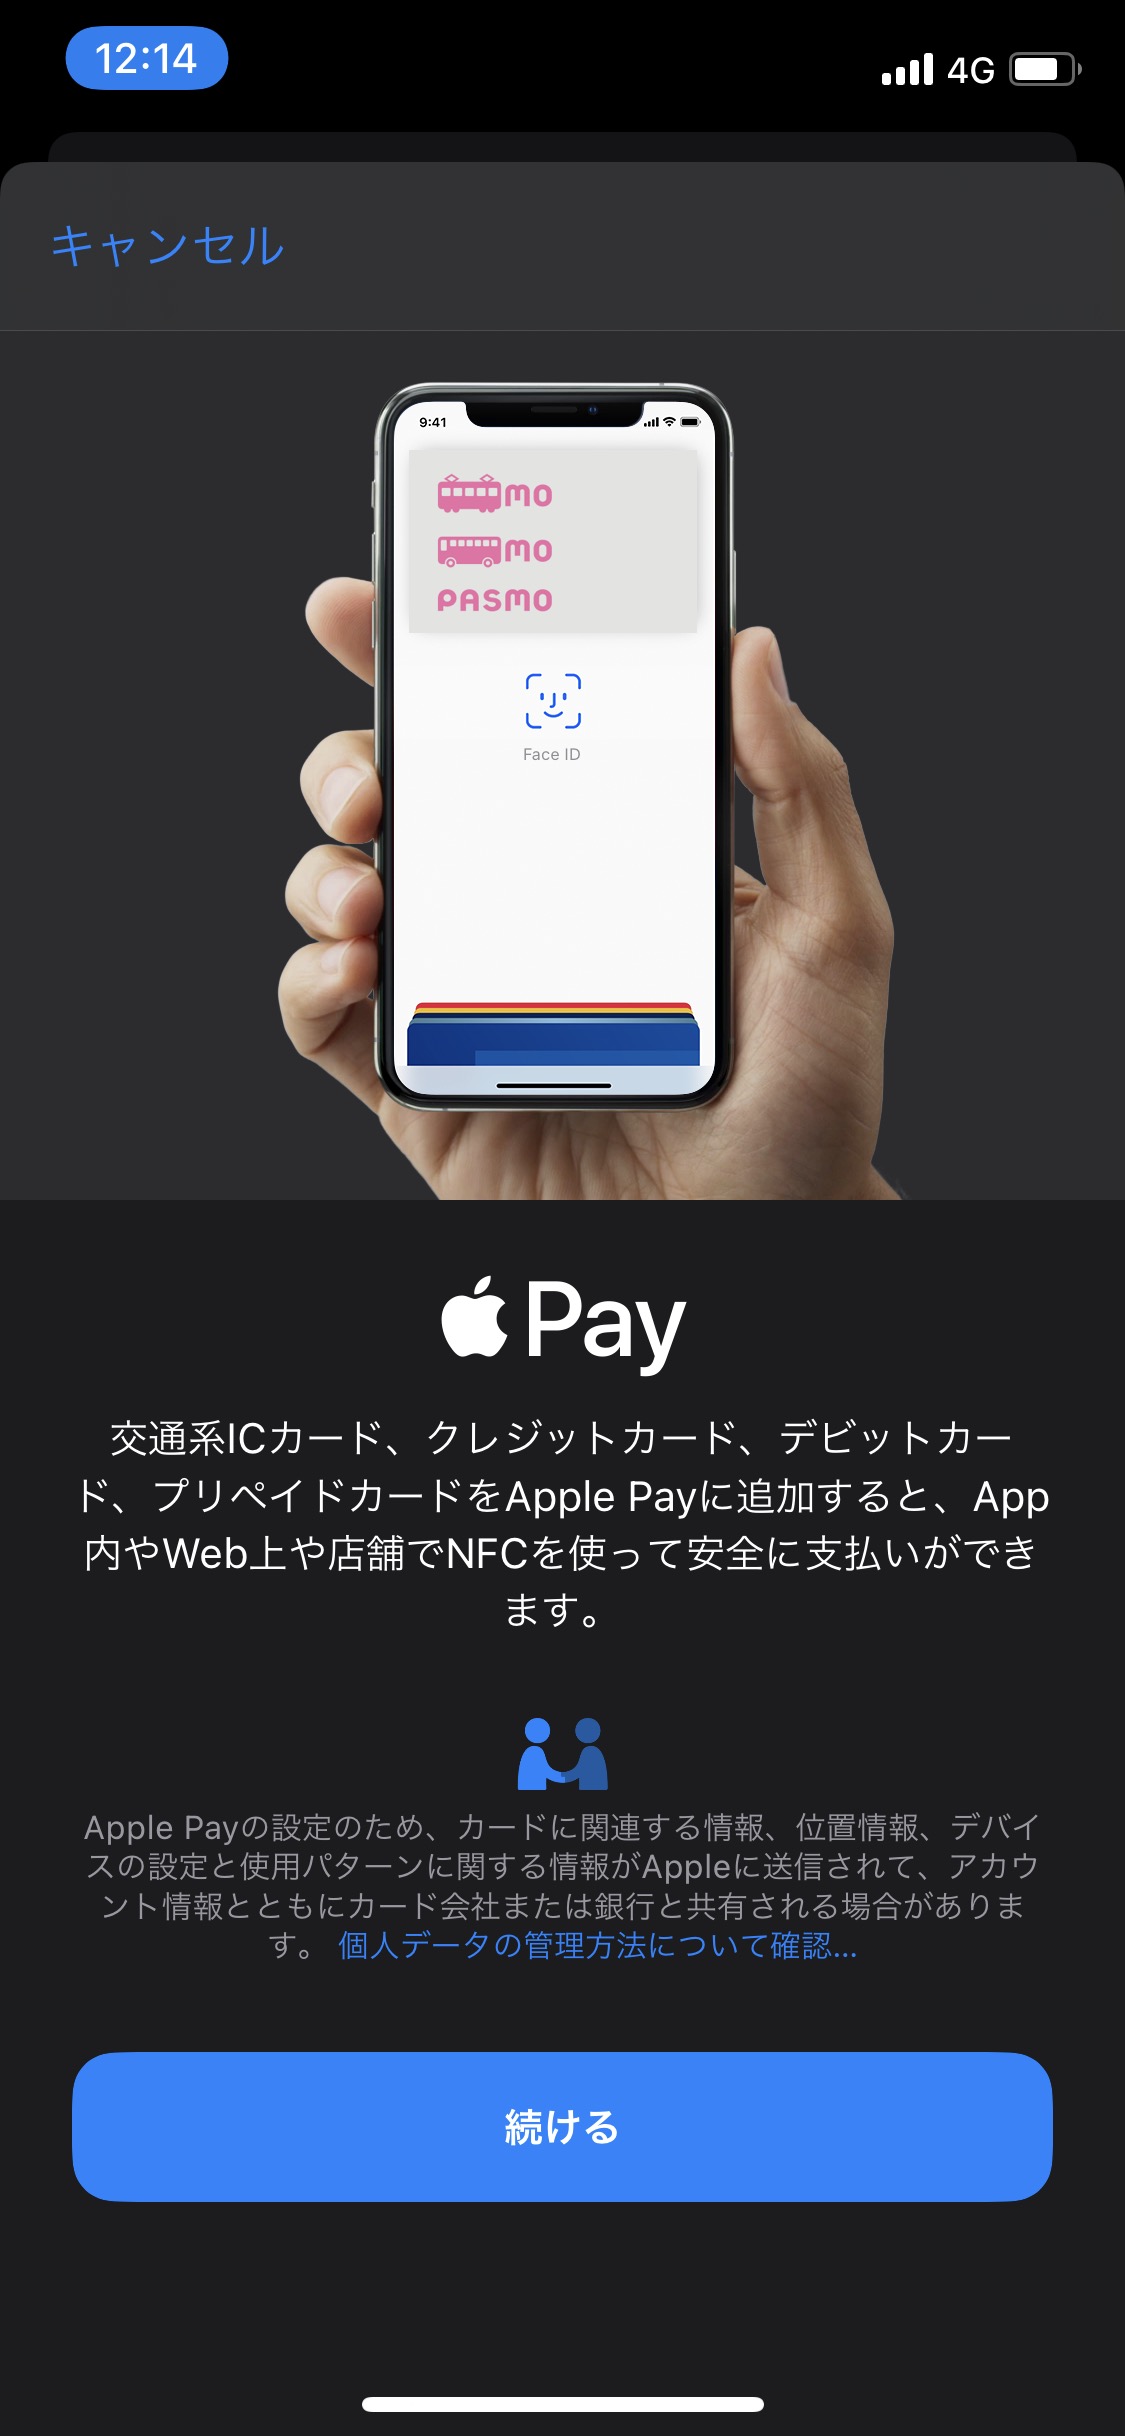 12:14
4G
キャンセル
9:41
mo
mo
PASMO
Face ID
Pay
交通系ICカード、クレジットカード、デビットカー
ド、プリペイドカードをApple Payに追加すると、App
内やWeb上や店舗でNFCを使って安全に支払いができ
ます。
Apple Payの設定のため、カードに関連する情報、位置情報、デバイ
スの設定と使用パターンに関する情報がAppleに送信されて、アカウ
ント情報とともにカード会社または銀行と共有される場合がありま
す。 個人データの管理方法について確認...
続ける